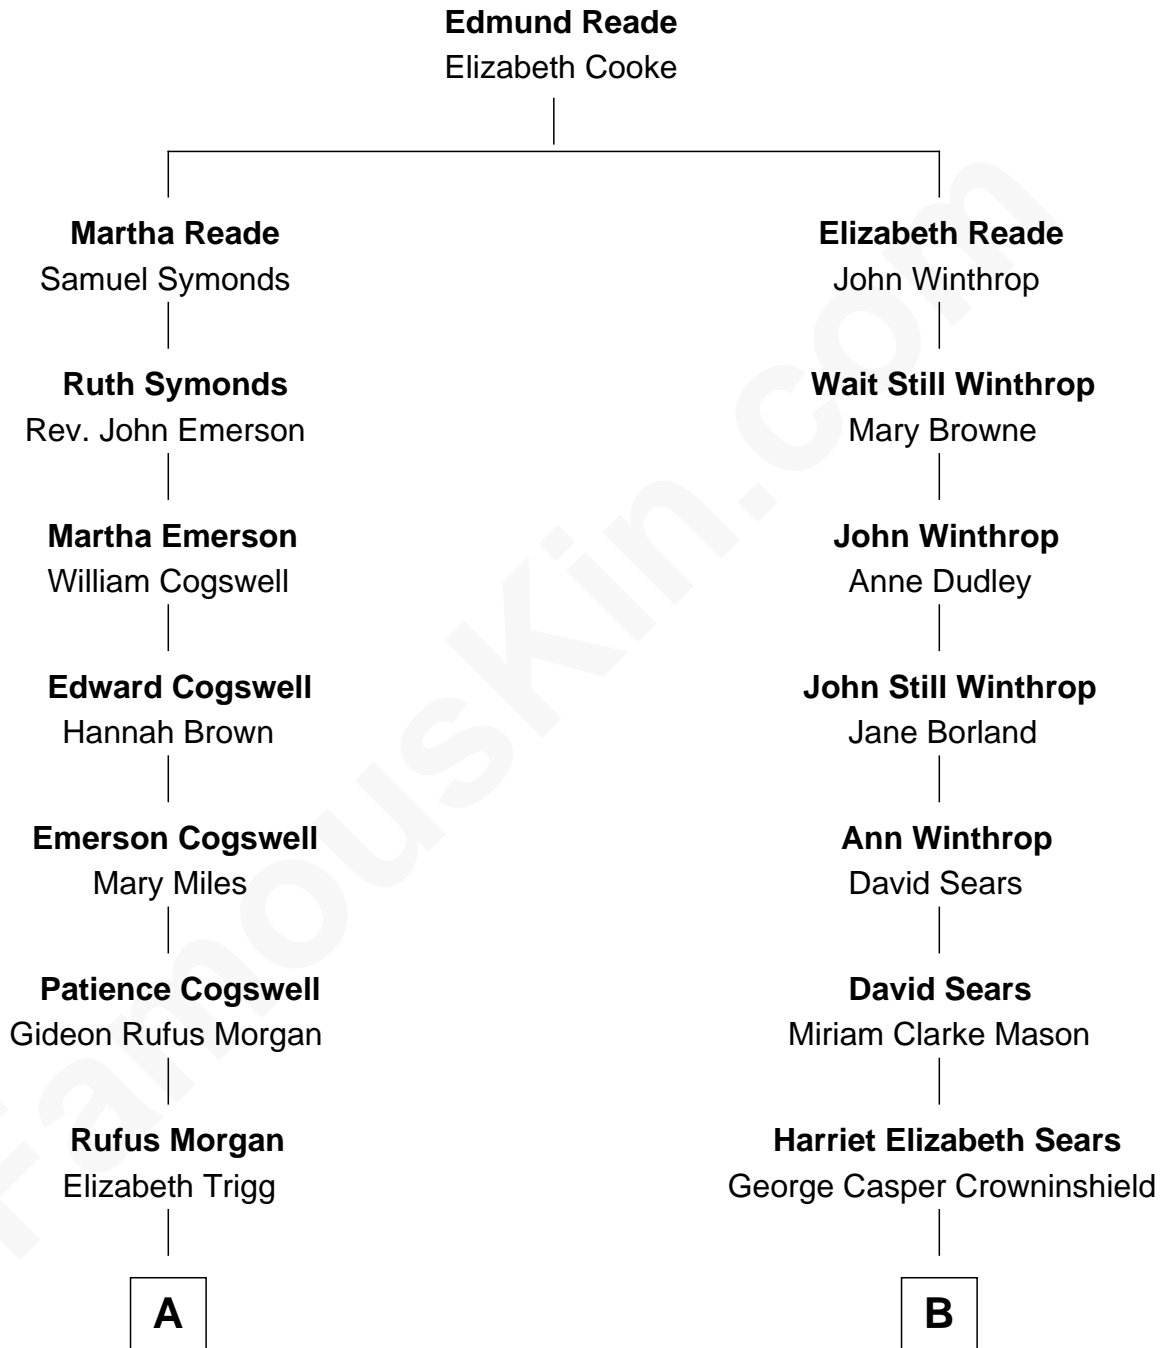 Edmund Reade
Elizabeth Cooke
Martha Reade
Samuel Symonds
Elizabeth Reade
John Winthrop
Ruth Symonds
Rev. John Emerson
Wait Still Winthrop
Mary Browne
Martha Emerson
William Cogswell
John Winthrop
Anne Dudley
Edward Cogswell
Hannah Brown
John Still Winthrop
Jane Borland
Emerson Cogswell
Mary Miles
Ann Winthrop
David Sears
Patience Cogswell
Gideon Rufus Morgan
David Sears
Miriam Clarke Mason
Rufus Morgan
Elizabeth Trigg
Harriet Elizabeth Sears
George Casper Crowninshield
A
B
FamousKin.com